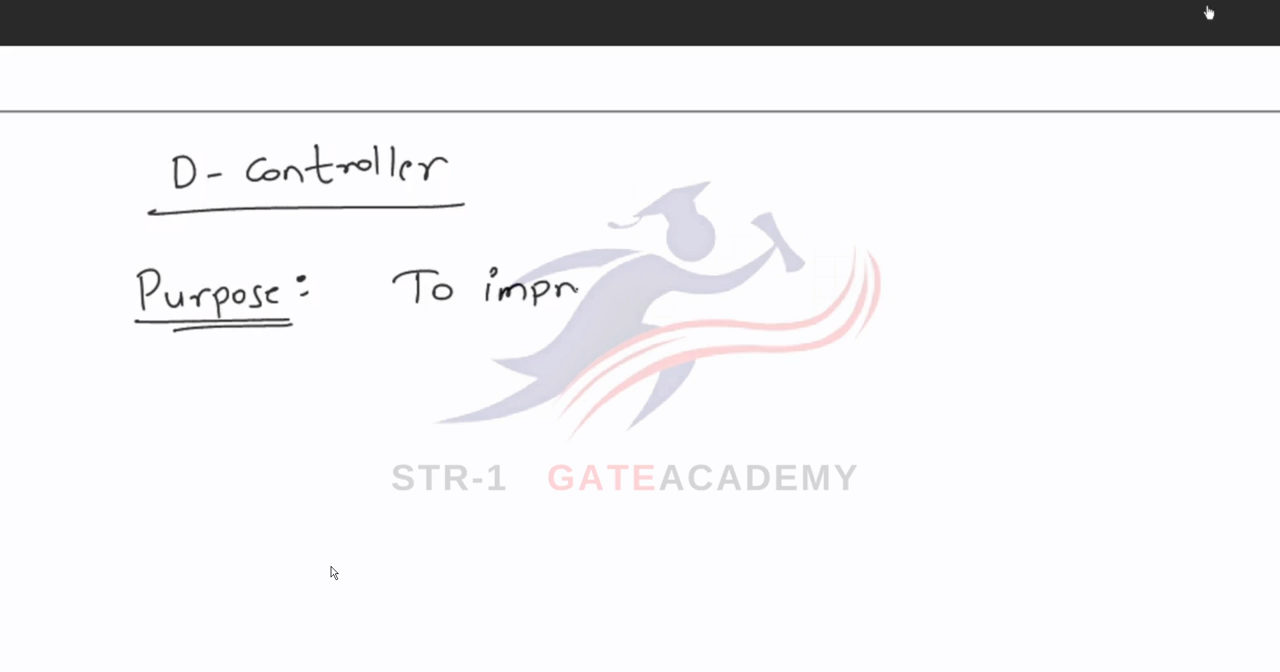 D- controller
Purpose : To impr
STR-1 GATEACADEMY